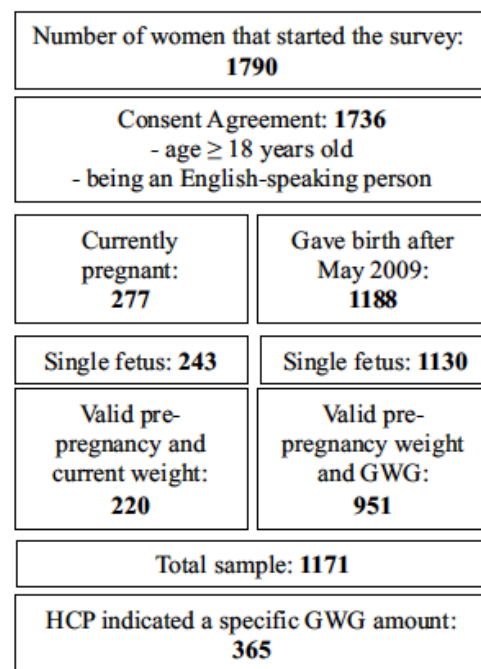 Number of women that started the survey:
1790
Consent Agreement: 1736
- age ≥ 18 years old
- being an English-speaking person
Currently
pregnant:
277
Gave birth after
May 2009:
1188
Single fetus: 243
Single fetus: 1130
Valid pre-
pregnancy and
current weight:
220
Valid pre-
pregnancy weight
and GWG:
951
Total sample: 1171
HCP indicated a specific GWG amount:
365